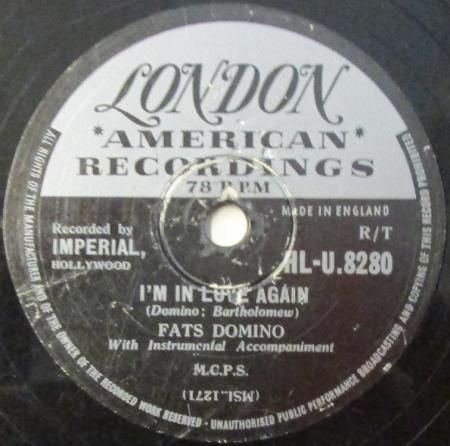 LONDON
*AMERICAN*
RECORDINGS
78 RPM
MADE IN ENGLAND
Recorded by
IMPERIAL,
HOLLYWOOD
R/T
HL-U.8280
I'M IN LOVE AGAIN
(Domino; Bartholomew)
FATS DOMINO
With Instrumental Accompaniment
M.C.P.S.
(MSL.1271)
ALL RIGHTS OF THE MANUFACTURER AND OF THE OWNER OF THE RECORDED WORK RESERVED - UNAUTHORISED PUBLIC PERFORMANCE BROADCASTING AND COPYING OF THIS RECORD PROHIBITED